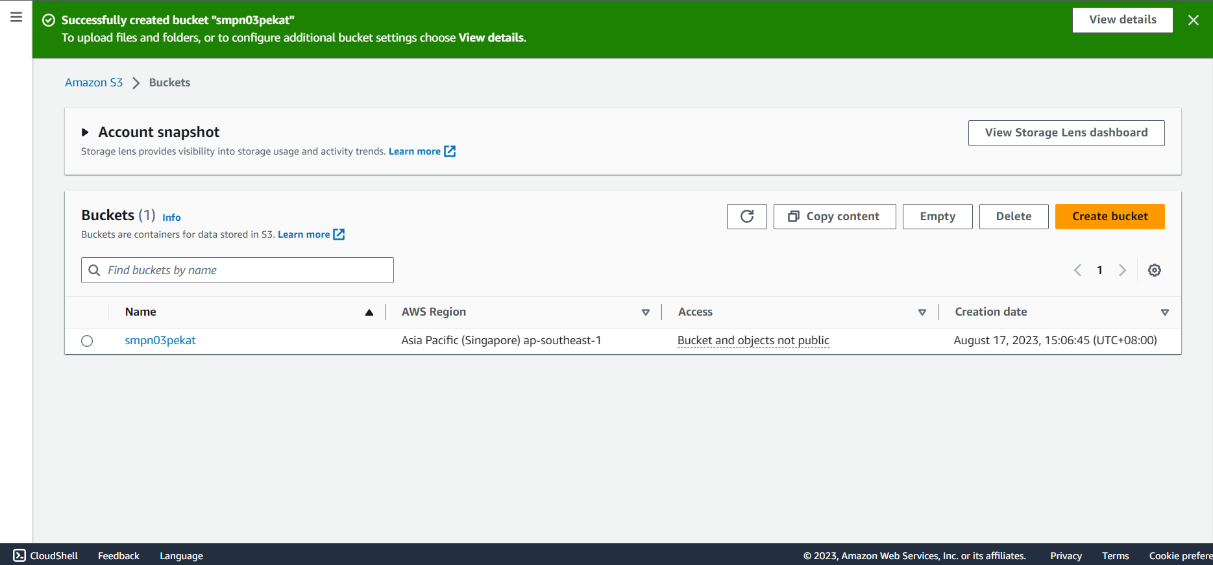 Successfully created bucket "smpn03pekat"
View details
To upload files and folders, or to configure additional bucket settings choose View details.
Amazon S3 Buckets
Account snapshot
View Storage Lens dashboard
Storage lens provides visibility into storage usage and activity trends. Learn more
Buckets (1) Info
Copy content Empty Delete Create bucket
Buckets are containers for data stored in S3. Learn more
Find buckets by name
1
Name AWS Region Access Creation date
smpn03pekat Asia Pacific (Singapore) ap-southeast-1 Bucket and objects not public August 17, 2023, 15:06:45 (UTC+08:00)
CloudShell Feedback Language © 2023, Amazon Web Services, Inc. or its affiliates. Privacy Terms Cookie prefere